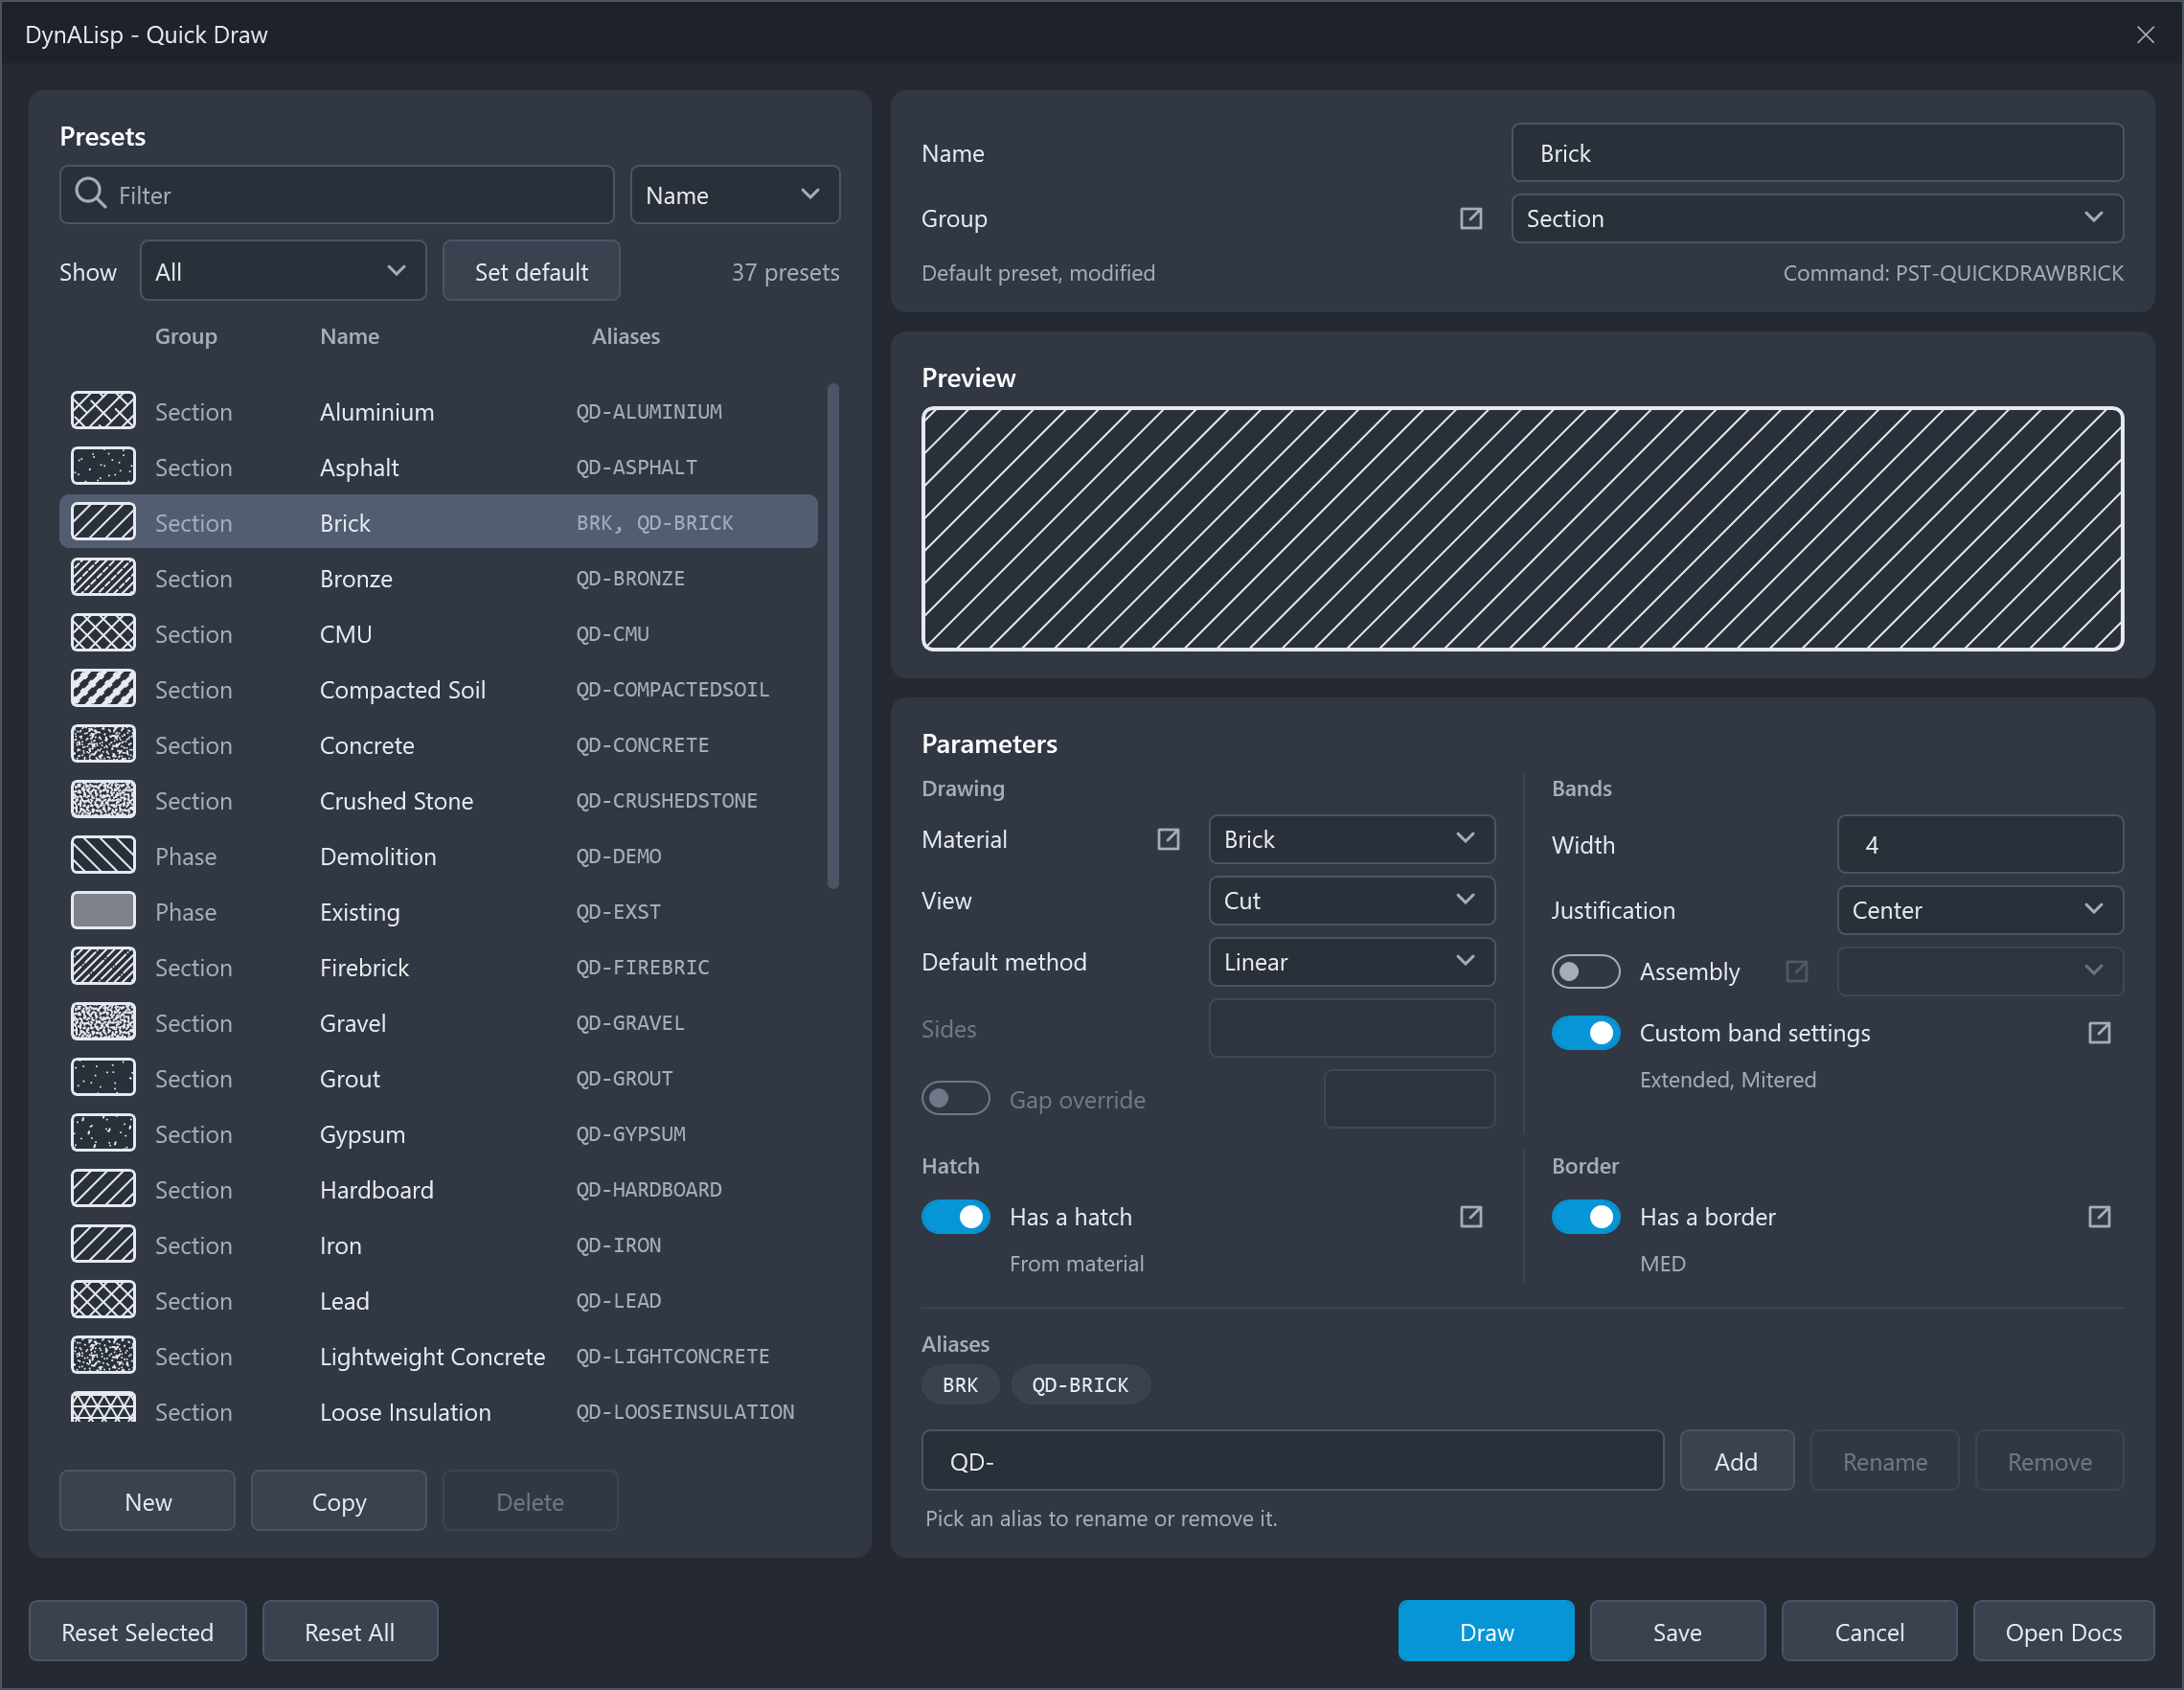 DynALisp - Quick Draw
Presets
Filter
Name
Show
All
Set default
37 presets
Group Name Aliases
Section Aluminium QD-ALUMINIUM
Section Asphalt QD-ASPHALT
Section Brick BRK, QD-BRICK
Section Bronze QD-BRONZE
Section CMU QD-CMU
Section Compacted Soil QD-COMPACTEDSOIL
Section Concrete QD-CONCRETE
Section Crushed Stone QD-CRUSHEDSTONE
Phase Demolition QD-DEMO
Phase Existing QD-EXST
Section Firebrick QD-FIREBRIC
Section Gravel QD-GRAVEL
Section Grout QD-GROUT
Section Gypsum QD-GYPSUM
Section Hardboard QD-HARDBOARD
Section Iron QD-IRON
Section Lead QD-LEAD
Section Lightweight Concrete QD-LIGHTCONCRETE
Section Loose Insulation QD-LOOSEINSULATION
New Copy Delete
Name Brick
Group Section
Default preset, modified Command: PST-QUICKDRAWBRICK
Preview
Parameters
Drawing
Material Brick
View Cut
Default method Linear
Sides
Gap override
Bands
Width 4
Justification Center
Assembly
Custom band settings
Extended, Mitered
Hatch
Has a hatch
From material
Border
Has a border
MED
Aliases
BRK QD-BRICK
QD- Add Rename Remove
Pick an alias to rename or remove it.
Reset Selected Reset All Draw Save Cancel Open Docs